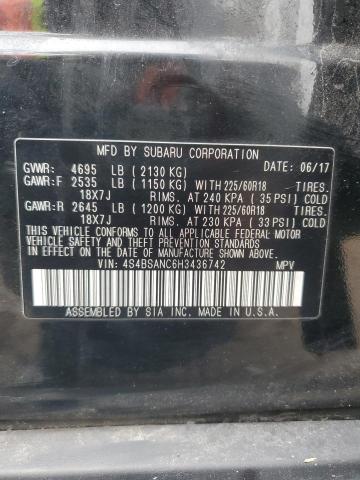 MFD BY SUBARU CORPORATION
GVWR: 4695 LB (2130 KG) DATE: 06/17
GAWR:F 2535 LB (1150 KG) WITH 225/60R18 TIRES.
18X7J RIMS. AT 240 KPA (35 PSI) COLD
GAWR:R 2645 LB (1200 KG) WITH 225/60R18 TIRES.
18X7J RIMS. AT 230 KPA (33 PSI) COLD
THIS VEHICLE CONFORMS TO ALL APPLICABLE FEDERAL MOTOR
VEHICLE SAFETY, BUMPER, AND THEFT PREVENTION STANDARDS
IN EFFECT ON THE DATE OF MANUFACTURE SHOWN ABOVE.
VIN: 4S4BSANC6H3436742 MPV
ASSEMBLED BY SIA INC. MADE IN U.S.A.